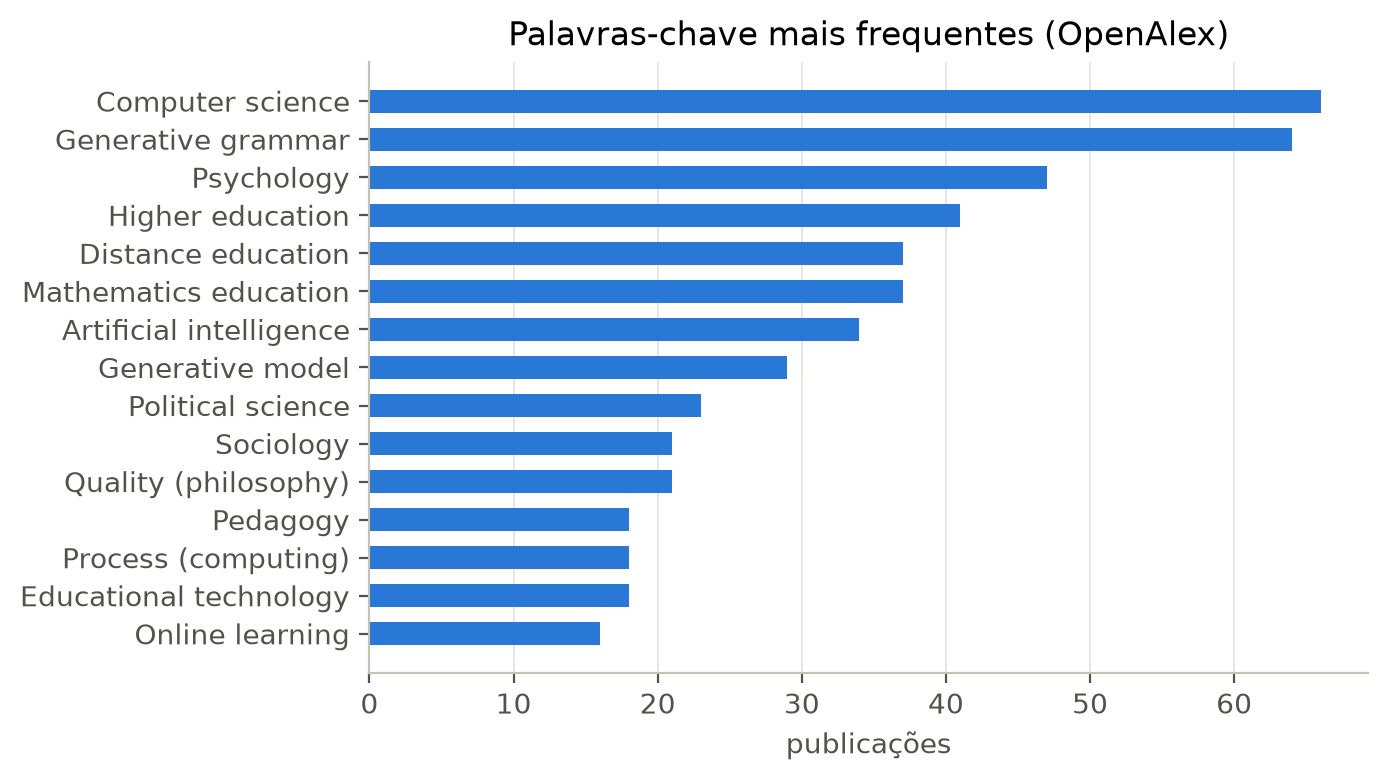 Palavras-chave mais frequentes (OpenAlex)
Computer science
Generative grammar
Psychology
Higher education
Distance education
Mathematics education
Artificial intelligence
Generative model
Political science
Sociology
Quality (philosophy)
Pedagogy
Process (computing)
Educational technology
Online learning
0 10 20 30 40 50 60
publicações